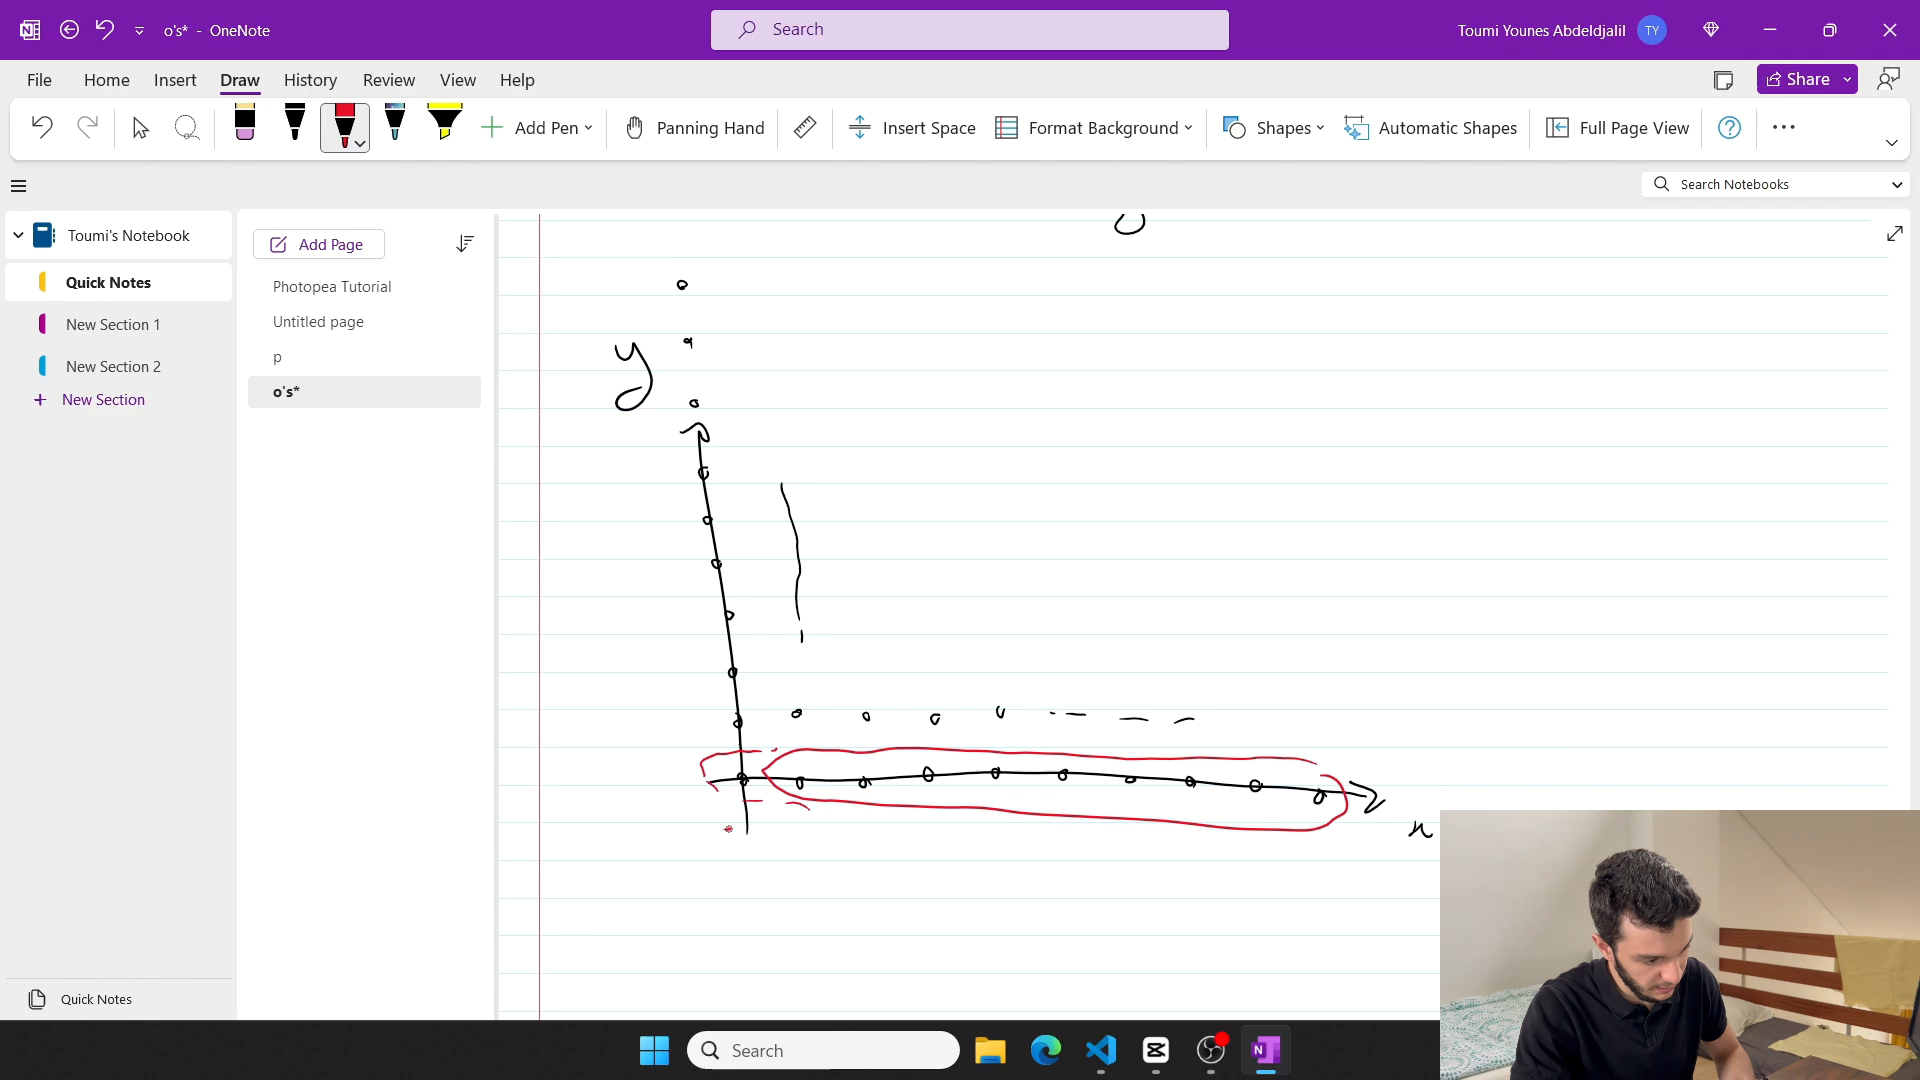 o's* - OneNote
Search
Toumi Younes Abdeldjalil TY
File Home Insert Draw History Review View Help
Share
Add Pen
Panning Hand
Insert Space
Format Background
Shapes
Automatic Shapes
Full Page View
Search Notebooks
Toumi's Notebook
Quick Notes
New Section 1
New Section 2
New Section
Add Page
Photopea Tutorial
Untitled page
p
o's*
y
x
Quick Notes
Search